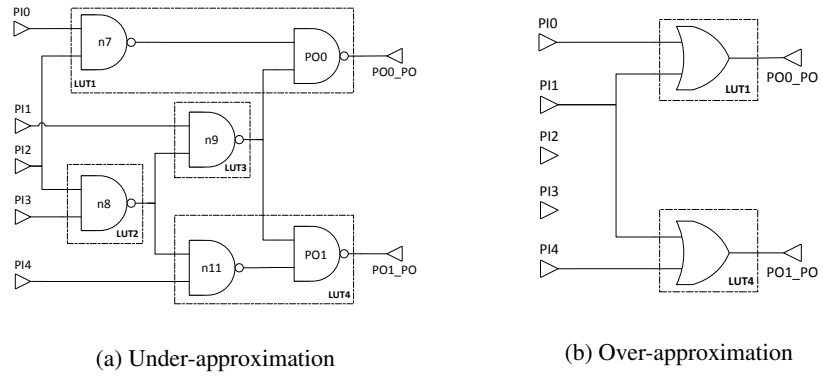 PI0
n7
PO0
PO0_PO
LUT1
PI1
n9
PI2
LUT3
n8
PI3
LUT2
PO1
n11
PI4
PO1_PO
LUT4
(a) Under-approximation
PI0
LUT1
PO0_PO
PI1
PI2
PI3
PI4
PO1_PO
LUT4
(b) Over-approximation